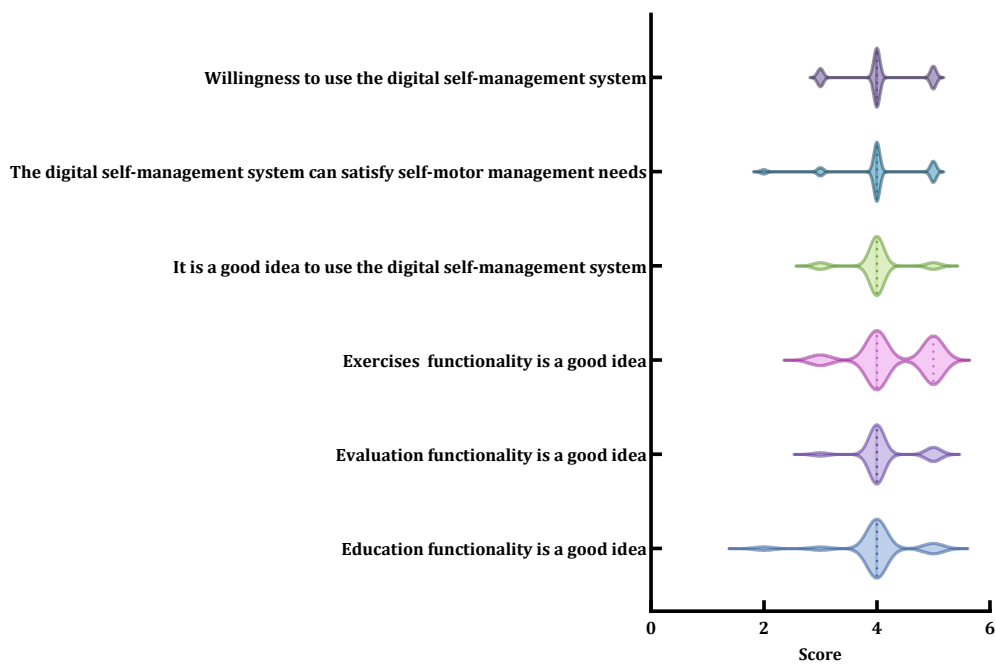 Willingness to use the digital self-management system
The digital self-management system can satisfy self-motor management needs
It is a good idea to use the digital self-management system
Exercises functionality is a good idea
Evaluation functionality is a good idea
Education functionality is a good idea
0 2 4 6
Score